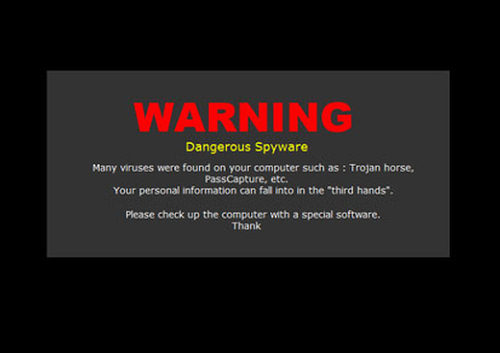 WARNING
Dangerous Spyware
Many viruses were found on your computer such as : Trojan horse,
PassCapture, etc.
Your personal information can fall into in the "third hands".
Please check up the computer with a special software.
Thank